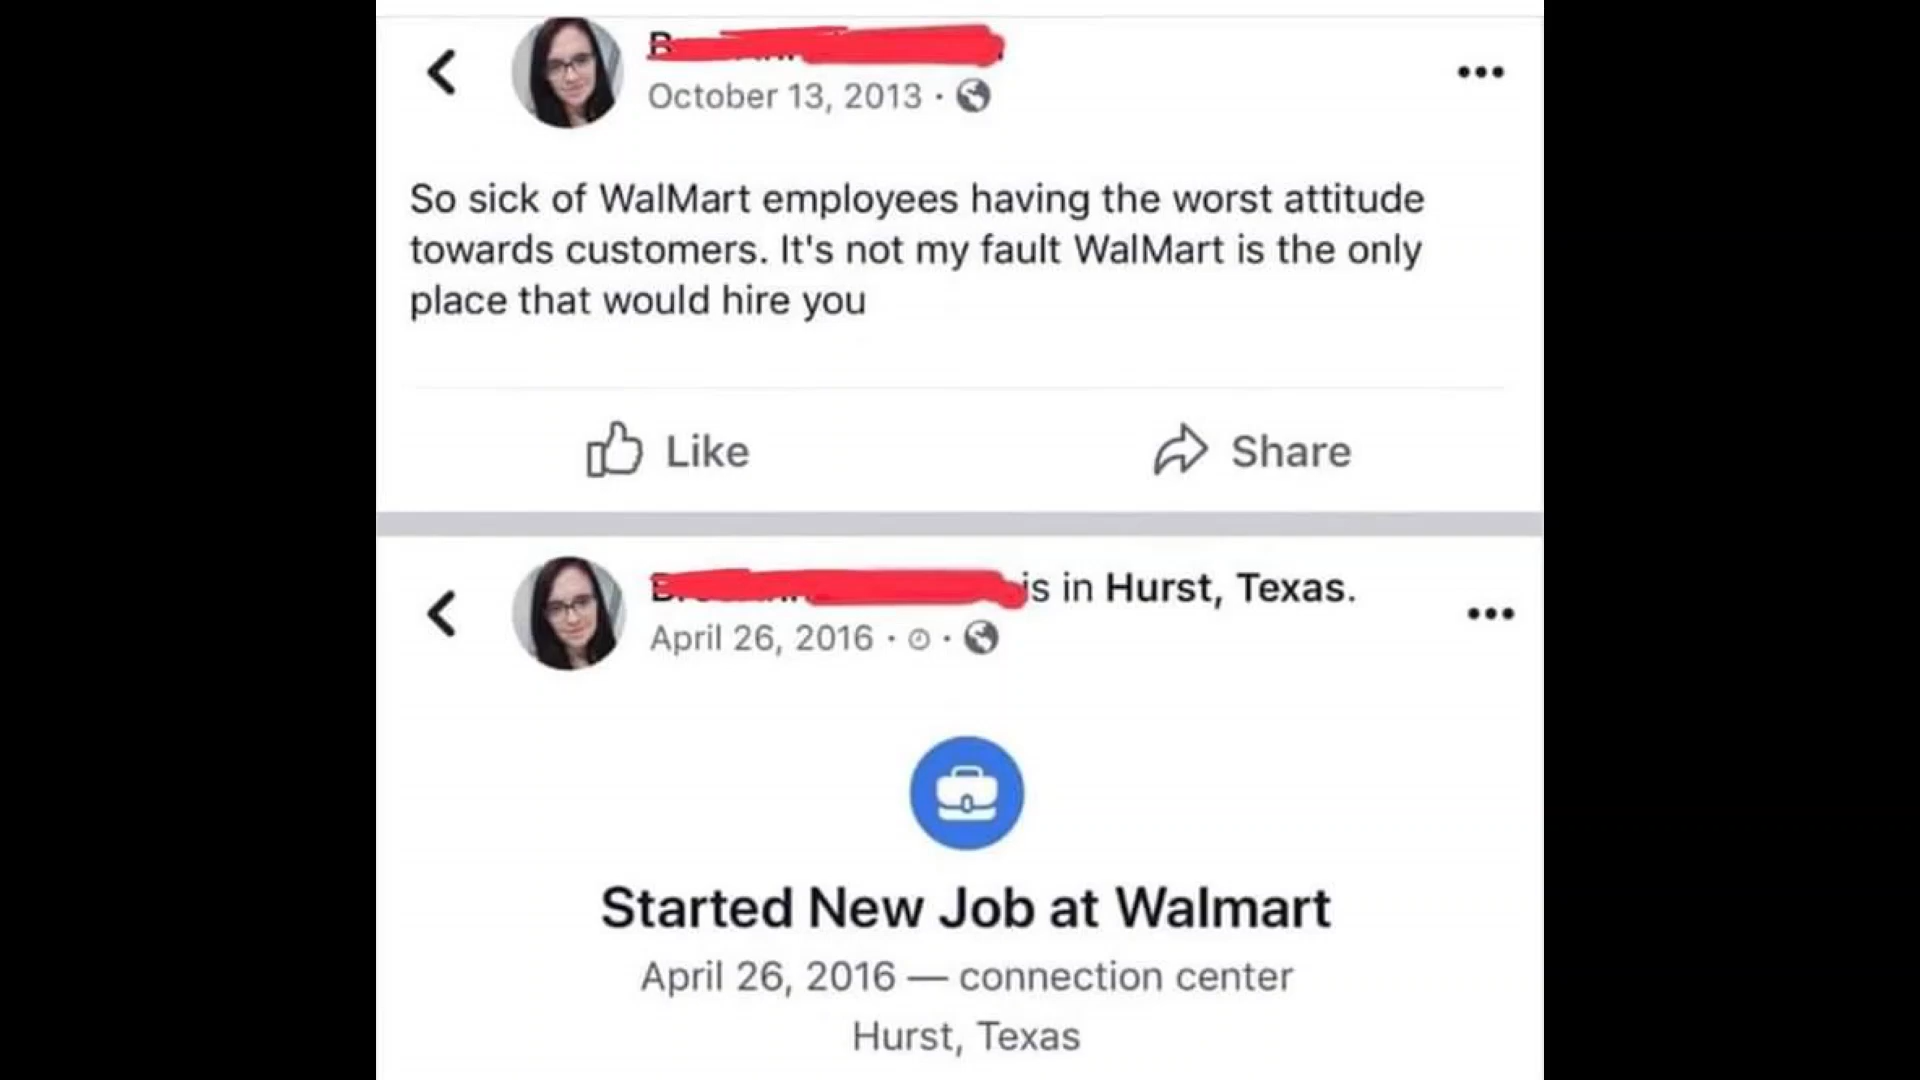 October 13, 2013 ·
So sick of WalMart employees having the worst attitude
towards customers. It's not my fault WalMart is the only
place that would hire you
Like
Share
is in Hurst, Texas.
April 26, 2016 · ·
Started New Job at Walmart
April 26, 2016 — connection center
Hurst, Texas